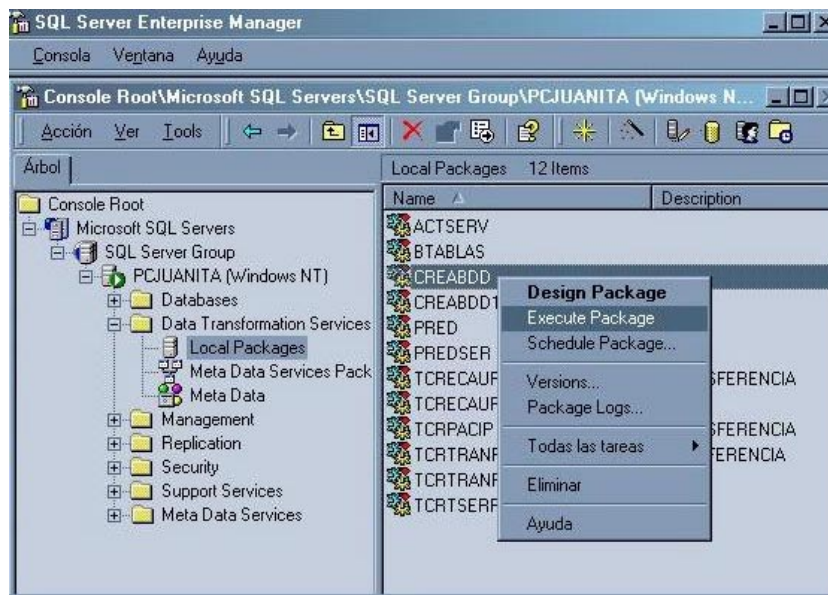 SQL Server Enterprise Manager
Consola Ventana Ayuda
Console Root\Microsoft SQL Servers\SQL Server Group\PCJUANITA (Windows N...
Acción Ver Tools
Árbol
Local Packages 12 Items
Console Root
Microsoft SQL Servers
SQL Server Group
PCJUANITA (Windows NT)
Databases
Data Transformation Services
Local Packages
Meta Data Services Pack
Meta Data
Management
Replication
Security
Support Services
Meta Data Services
Name Description
ACTSERV
BTABLAS
CREABDD
CREABDD1
PRED
PREDSER
TCRECAUF SFERENCIA
TCRECAUF
TCRPACIP SFERENCIA
TCRTRANF FERENCIA
TCRTRANF
TCRTSERF
Design Package
Execute Package
Schedule Package...
Versions...
Package Logs...
Todas las tareas
Eliminar
Ayuda